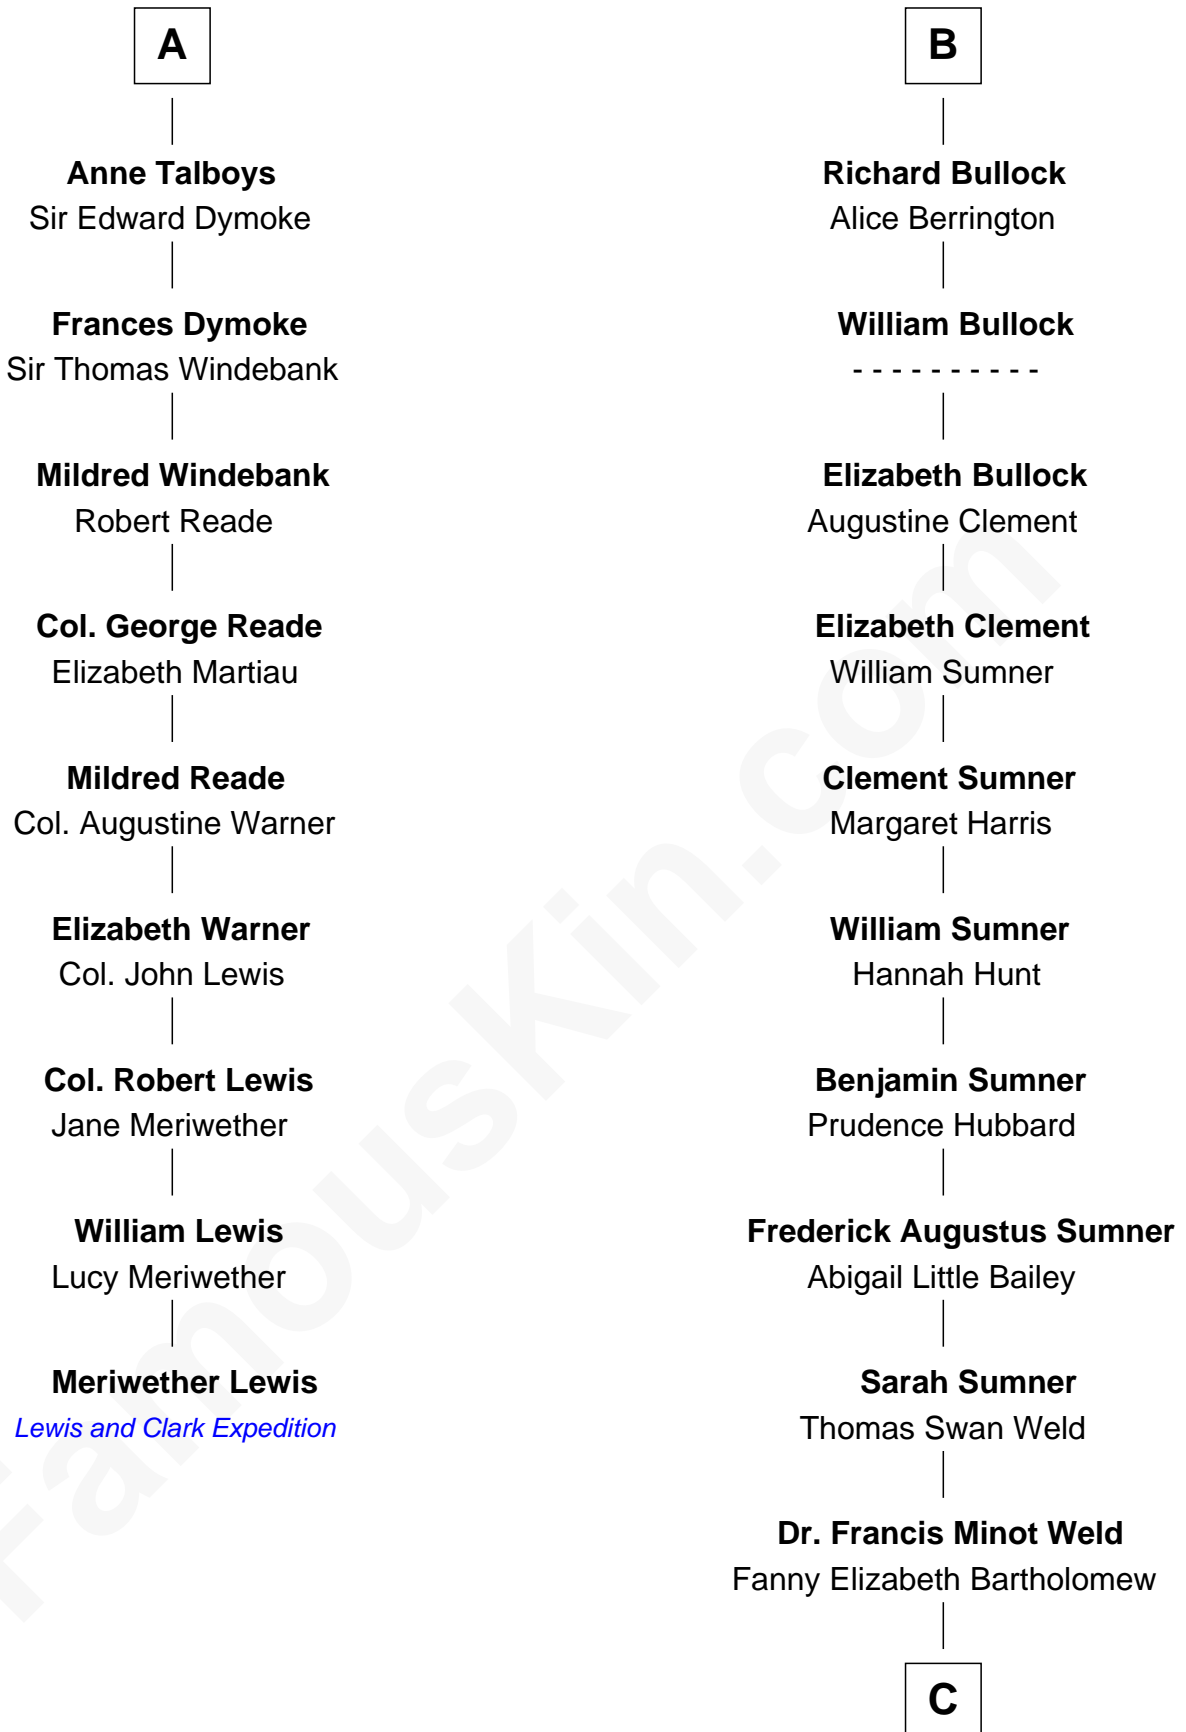 A
Anne Talboys
Sir Edward Dymoke
Frances Dymoke
Sir Thomas Windebank
Mildred Windebank
Robert Reade
Col. George Reade
Elizabeth Martiau
Mildred Reade
Col. Augustine Warner
Elizabeth Warner
Col. John Lewis
Col. Robert Lewis
Jane Meriwether
William Lewis
Lucy Meriwether
Meriwether Lewis
Lewis and Clark Expedition
B
Richard Bullock
Alice Berrington
William Bullock
- - - - - - - - - -
Elizabeth Bullock
Augustine Clement
Elizabeth Clement
William Sumner
Clement Sumner
Margaret Harris
William Sumner
Hannah Hunt
Benjamin Sumner
Prudence Hubbard
Frederick Augustus Sumner
Abigail Little Bailey
Sarah Sumner
Thomas Swan Weld
Dr. Francis Minot Weld
Fanny Elizabeth Bartholomew
C
FamousKin.com